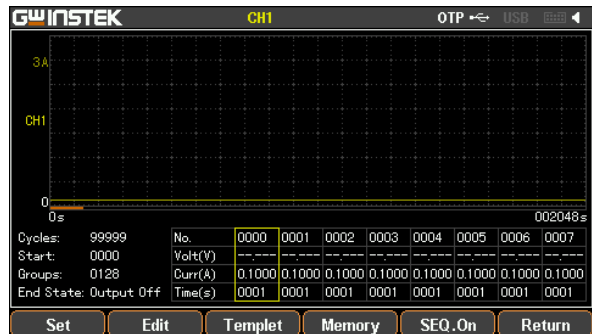 GWINSTEK CH1 OTP USB
3A
CH1
0
0s 002048s
Cycles: 99999 No. 0000 0001 0002 0003 0004 0005 0006 0007
Start: 0000 Volt(V) --.--- --.--- --.--- --.--- --.--- --.--- --.--- --.---
Groups: 0128 Curr(A) 0.1000 0.1000 0.1000 0.1000 0.1000 0.1000 0.1000 0.1000
End State: Output Off Time(s) 0001 0001 0001 0001 0001 0001 0001 0001
Set Edit Templet Memory SEQ.On Return